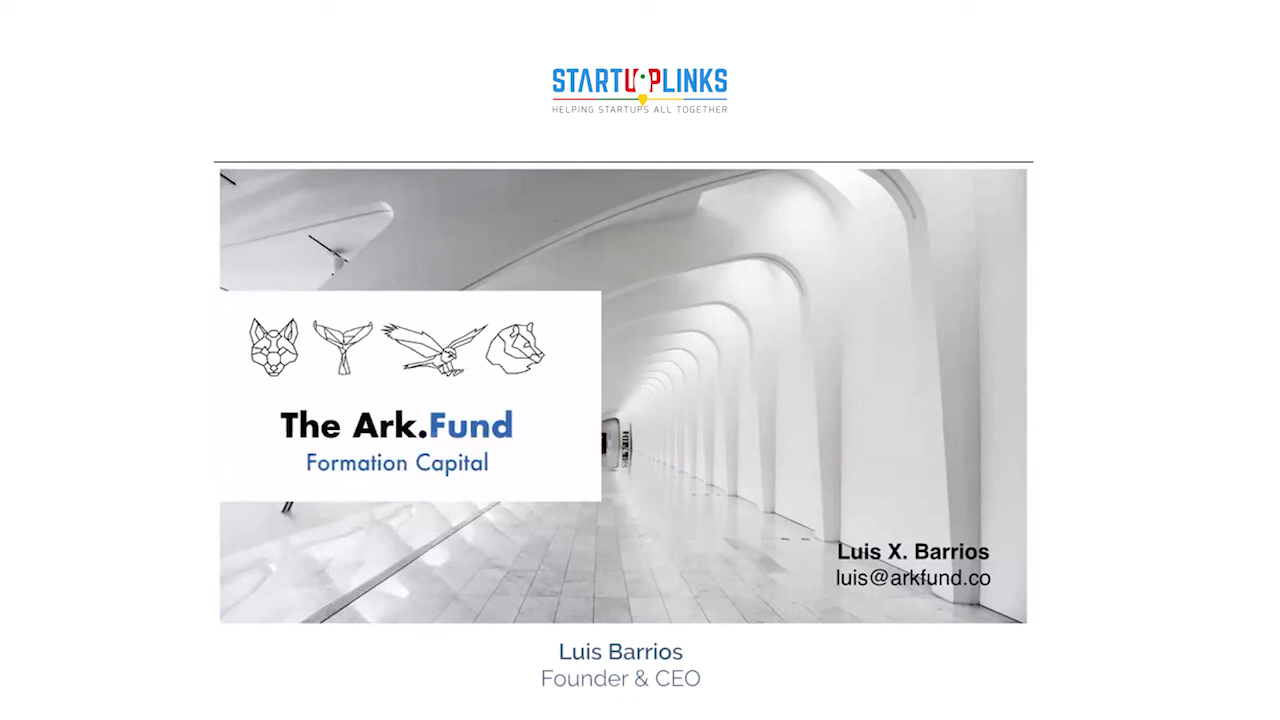 STARTUPLINKS
HELPING STARTUPS ALL TOGETHER
The Ark.Fund
Formation Capital
Luis X. Barrios
luis@arkfund.co
Luis Barrios
Founder & CEO